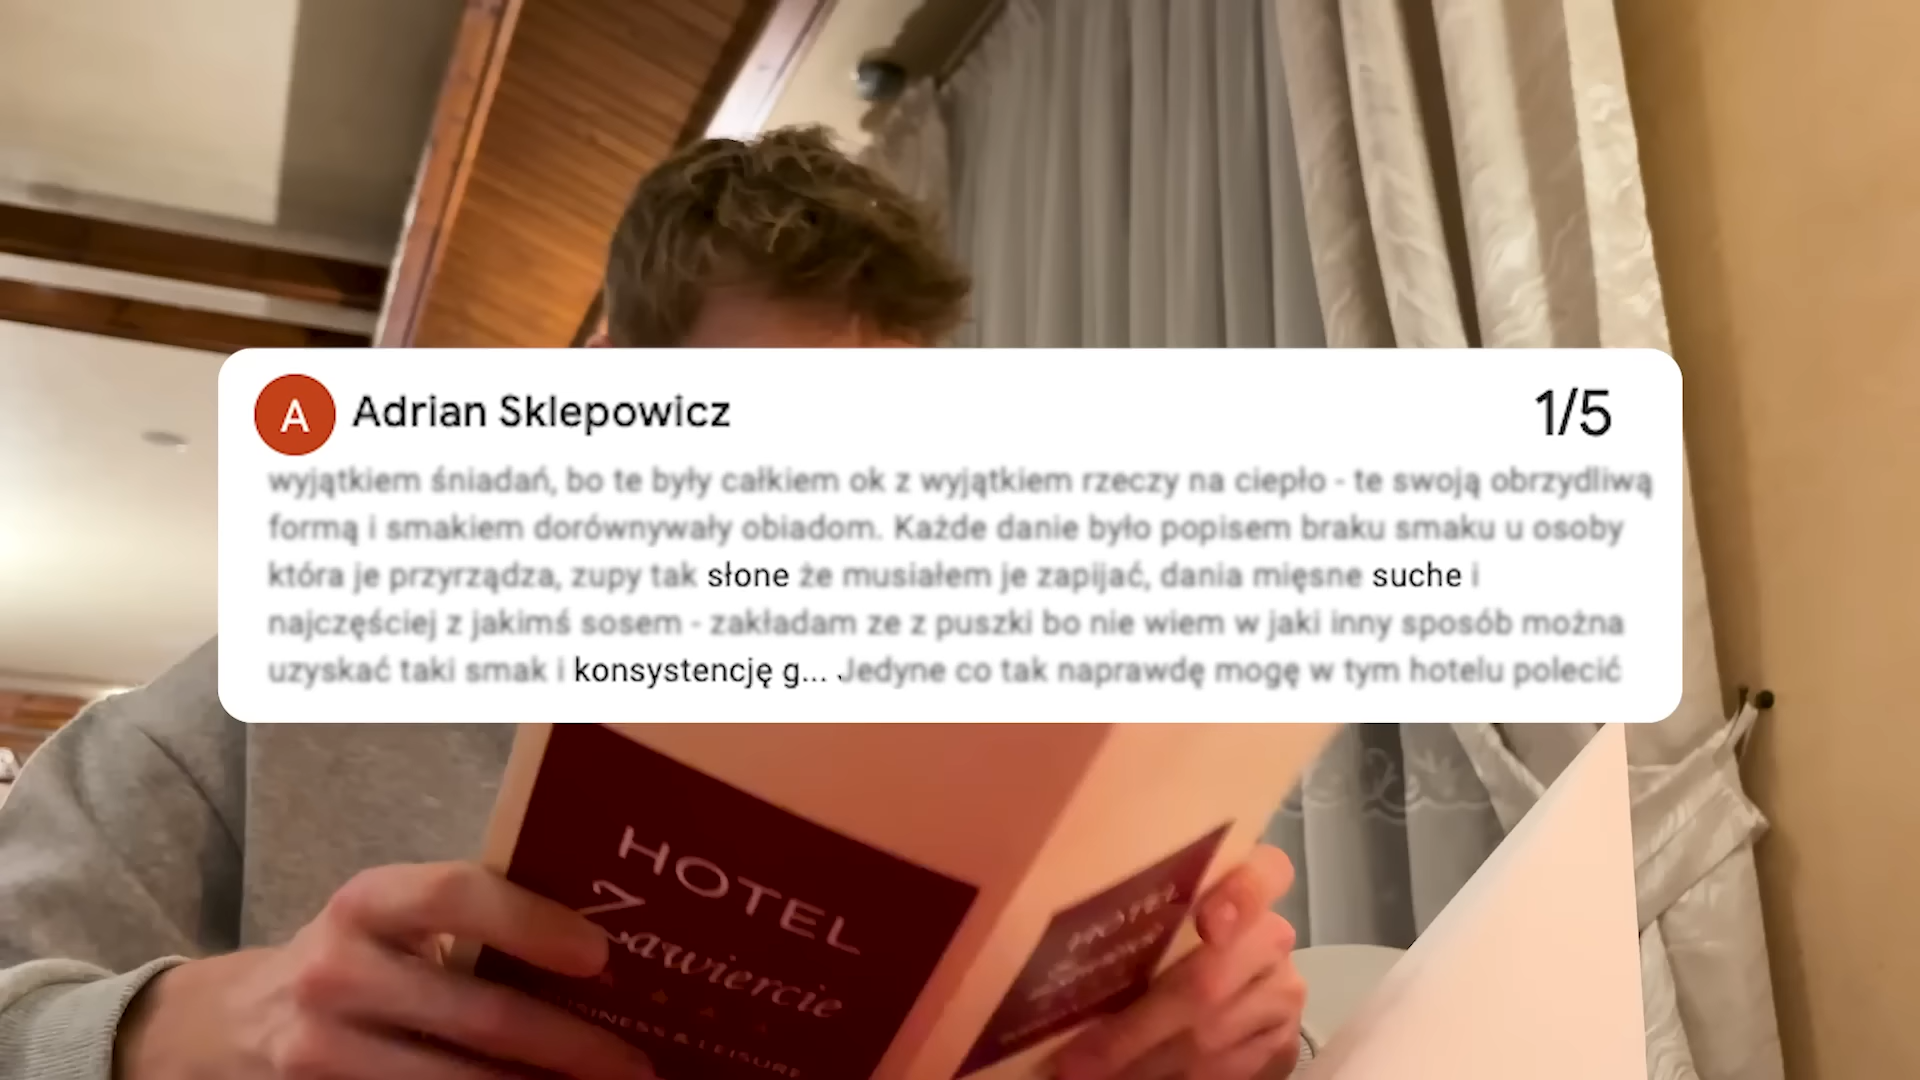 A
Adrian Sklepowicz
1/5
wyjątkiem śniadań, bo te były całkiem ok z wyjątkiem rzeczy na ciepło - te swoją obrzydliwą
formą i smakiem dorównywały obiadom. Każde danie było popisem braku smaku u osoby
która je przyrządza, zupy tak słone że musiałem je zapijać, dania mięsne suche i
najczęściej z jakimś sosem - zakładam ze z puszki bo nie wiem w jaki inny sposób można
uzyskać taki smak i konsystencję g... Jedyne co tak naprawdę mogę w tym hotelu polecić
HOTEL
Zawiercie
BUSINESS & LEISURE
HOTEL